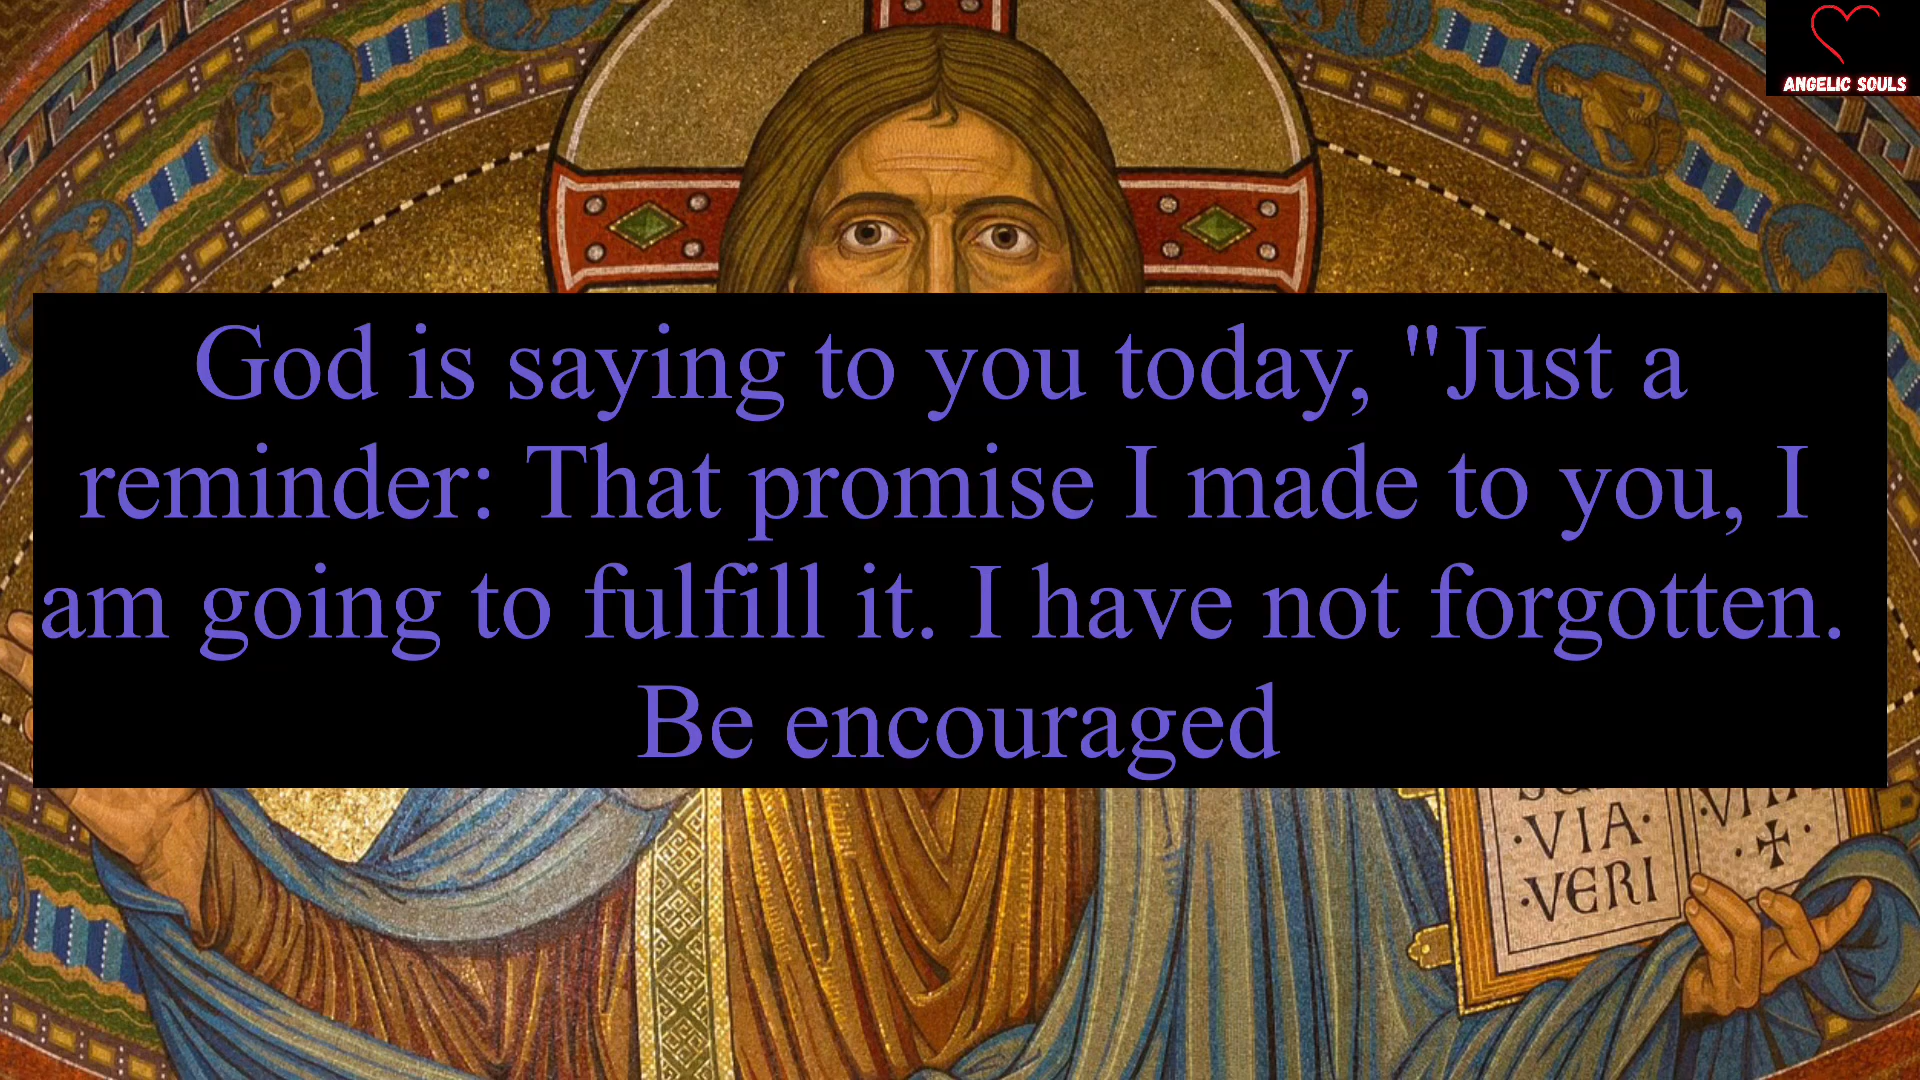 ANGELIC SOULS
God is saying to you today, "Just a
reminder: That promise I made to you, I
am going to fulfill it. I have not forgotten.
Be encouraged
·VIA·
·VERI